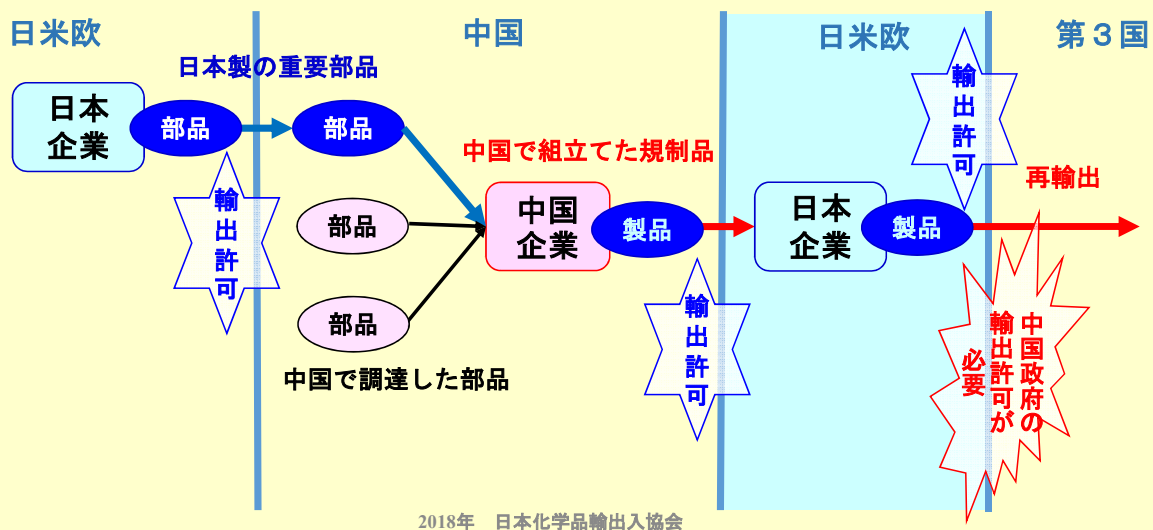 日米欧
中国
日米欧
第３国
日本製の重要部品
日本
企業
部品
部品
輸出許可
部品
部品
中国で調達した部品
中国で組立てた規制品
中国
企業
製品
輸出許可
日本
企業
製品
輸出許可
再輸出
中国政府の
輸出許可が
必要
2018年　日本化学品輸出入協会